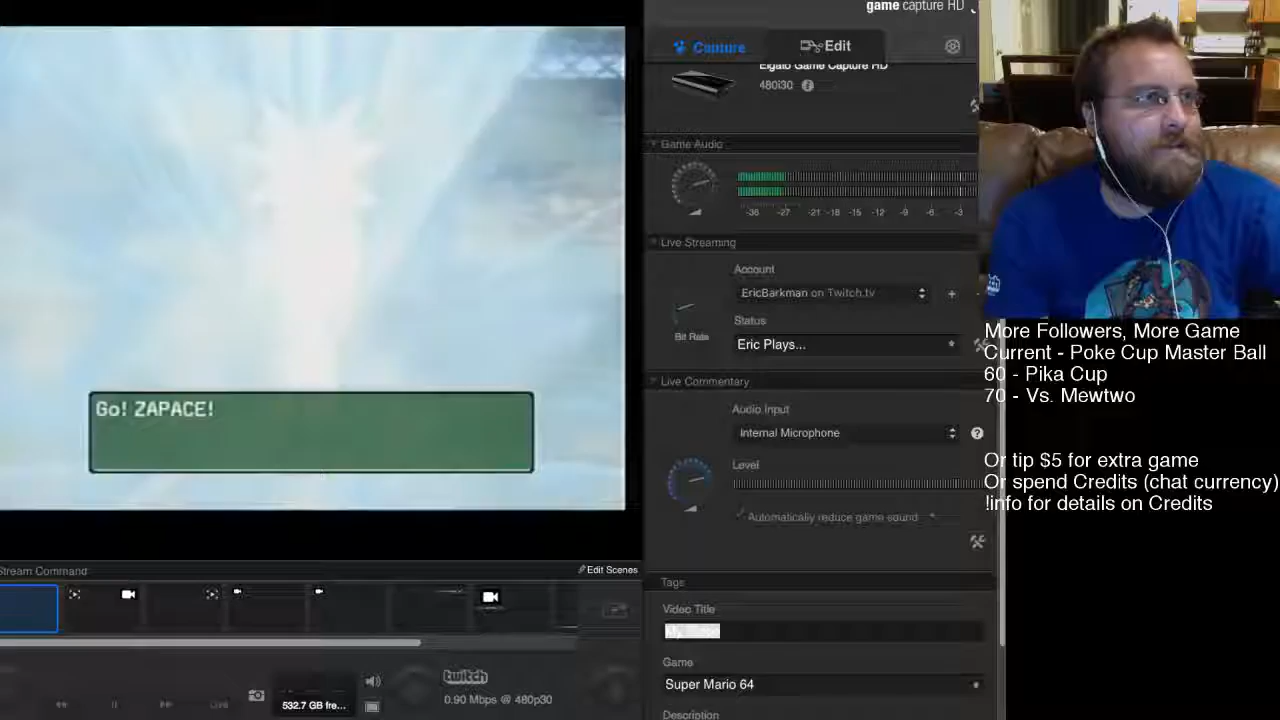 game capture HD
Capture
Edit
Elgato Game Capture HD
480i30
Game Audio
-36 -27 -21 -18 -15 -12 -9 -6 -3
Live Streaming
Account
EricBarkman on Twitch.tv
Status
Bit Rate
Eric Plays...
Live Commentary
Audio Input
Internal Microphone
Level
Automatically reduce game sound
Tags
Video Title
Game
Super Mario 64
Description
Go! ZAPACE!
Stream Command
Edit Scenes
Live
532.7 GB fre...
twitch
0.90 Mbps @ 480p30
More Followers, More Game
Current - Poke Cup Master Ball
60 - Pika Cup
70 - Vs. Mewtwo
Or tip $5 for extra game
Or spend Credits (chat currency)
!info for details on Credits